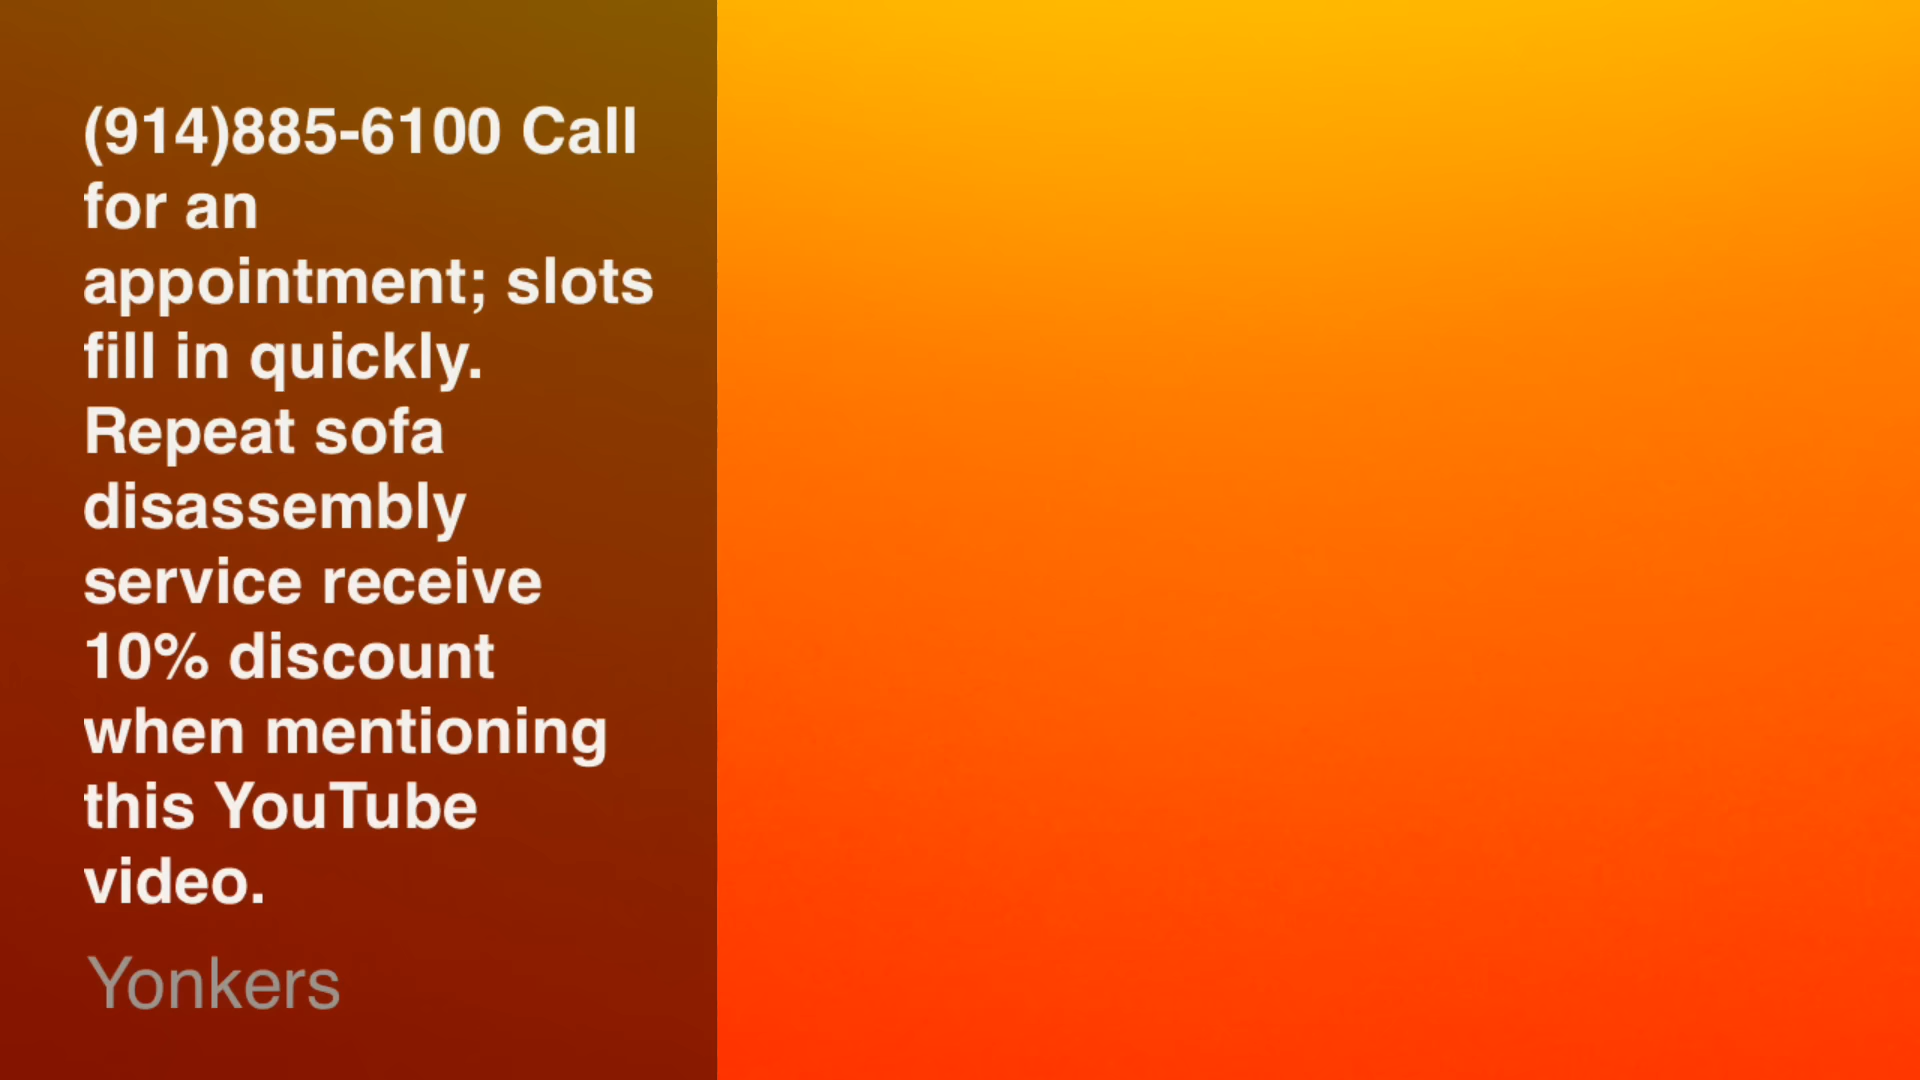 (914)885-6100 Call
for an
appointment; slots
fill in quickly.
Repeat sofa
disassembly
service receive
10% discount
when mentioning
this YouTube
video.
Yonkers